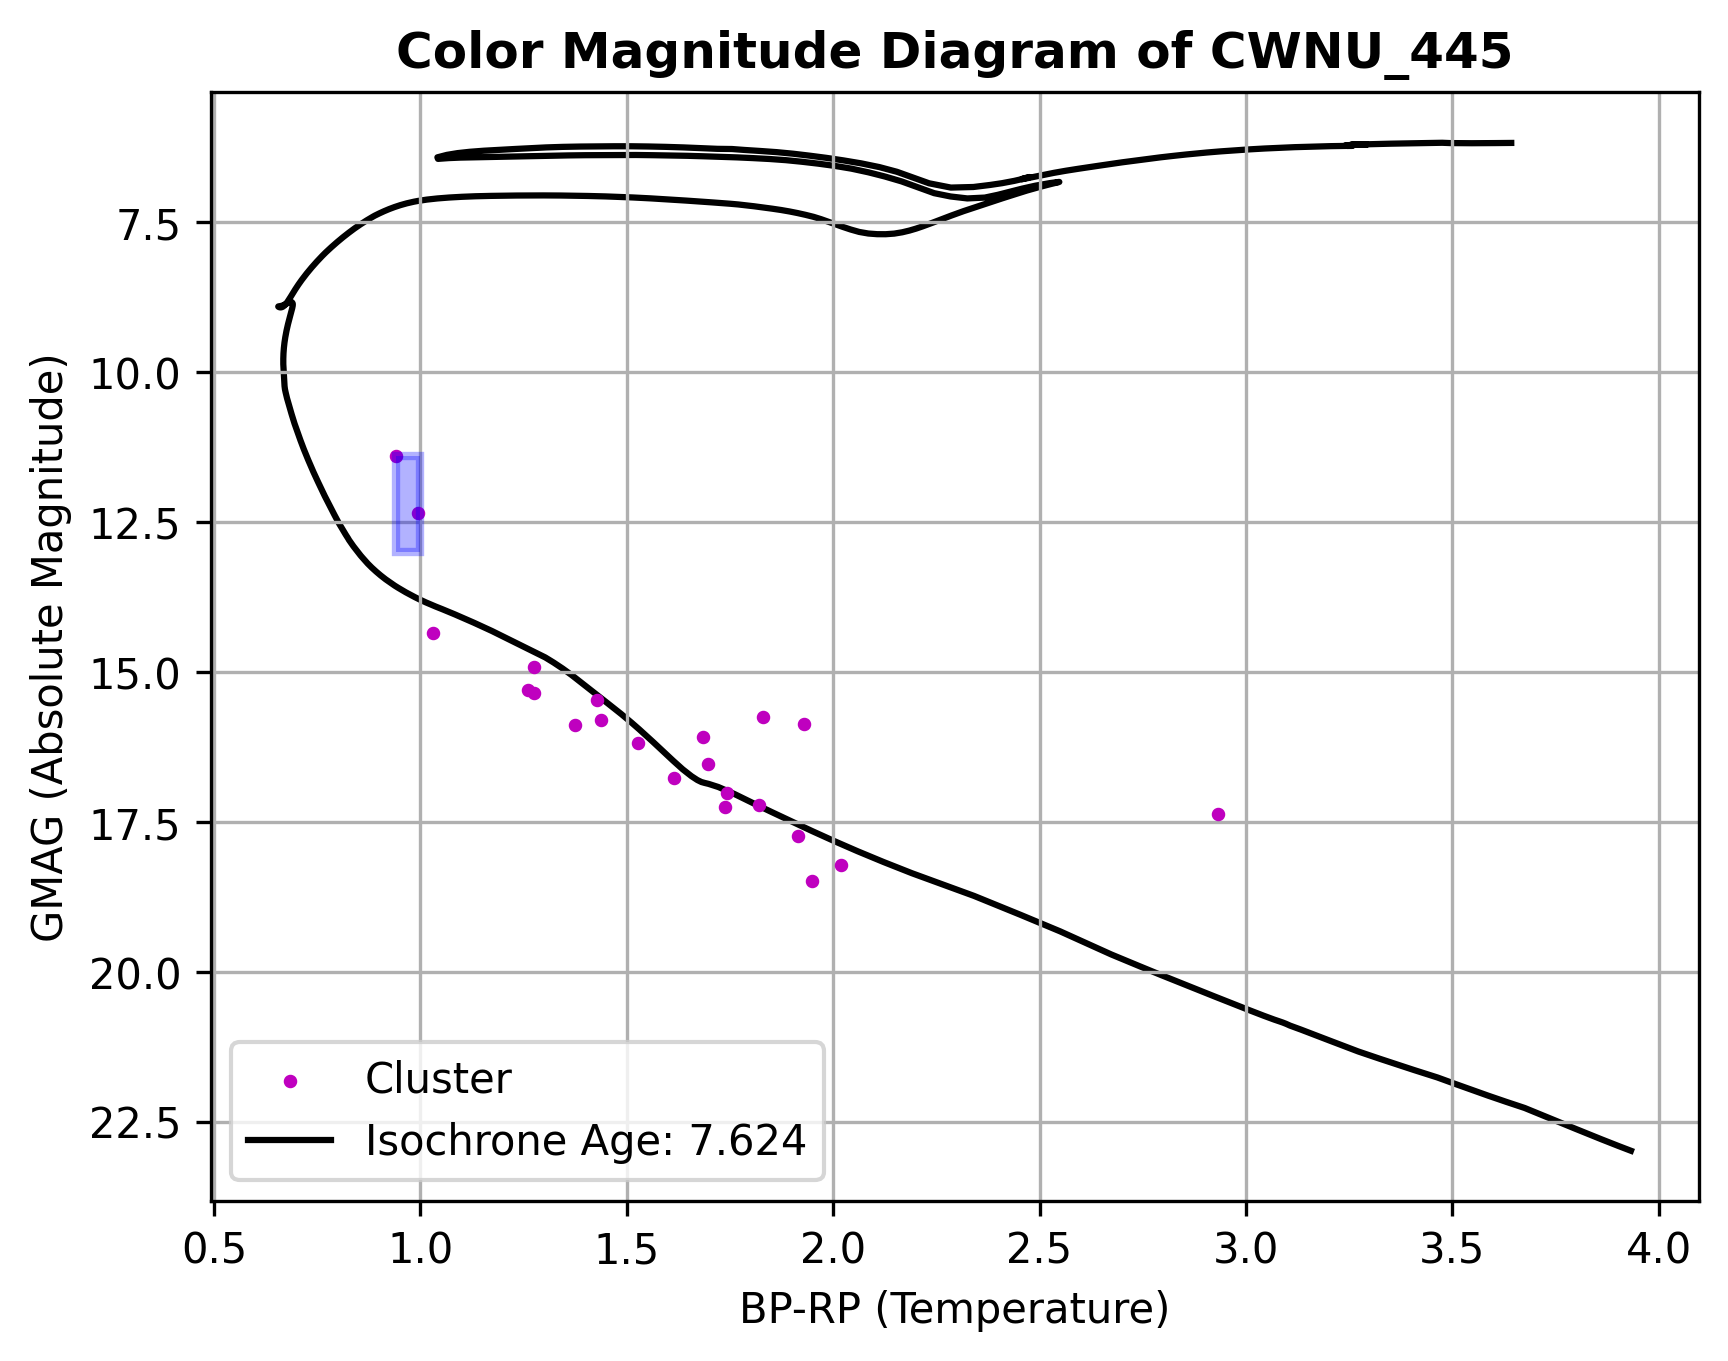 Color Magnitude Diagram of CWNU_445
GMAG (Absolute Magnitude)
7.5
10.0
12.5
15.0
17.5
20.0
22.5
Cluster
Isochrone Age: 7.624
0.5 1.0 1.5 2.0 2.5 3.0 3.5 4.0
BP-RP (Temperature)